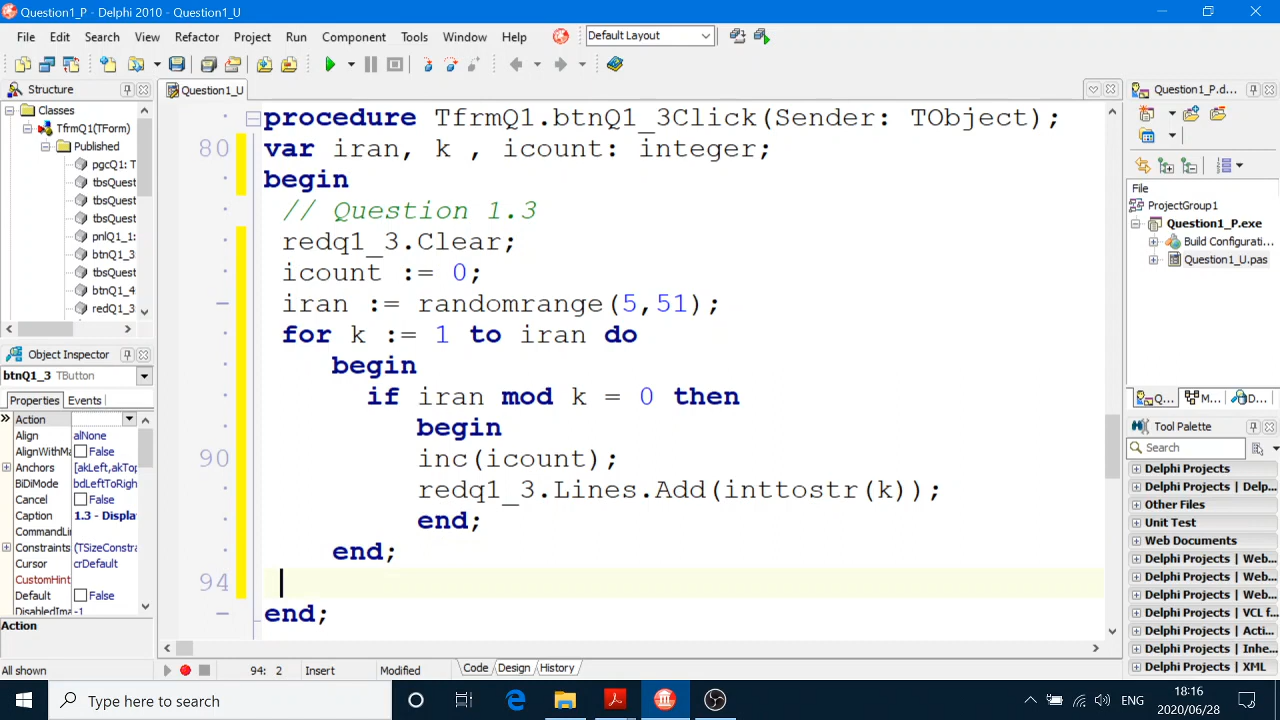 Question1_P - Delphi 2010 - Question1_U
File Edit Search View Refactor Project Run Component Tools Window Help
Default Layout
Structure
Classes
TfrmQ1(TForm)
Published
pgcQ1: T
tbsQuest
tbsQuest
tbsQuest
pnlQ1_1:
btnQ1_3
tbsQuest
btnQ1_4
redQ1_3
Object Inspector
btnQ1_3 TButton
Properties Events
Action
Align alNone
AlignWithMa False
Anchors [akLeft,akTop
BiDiMode bdLeftToRigh
Cancel False
Caption 1.3 - Displa
CommandLi
Constraints (TSizeConstra
Cursor crDefault
CustomHint
Default False
DisabledIma -1
Action
All shown
Question1_U
procedure TfrmQ1.btnQ1_3Click(Sender: TObject);
80 var iran, k , icount: integer;
begin
// Question 1.3
redq1_3.Clear;
icount := 0;
iran := randomrange(5,51);
for k := 1 to iran do
begin
if iran mod k = 0 then
begin
90 inc(icount);
redq1_3.Lines.Add(inttostr(k));
end;
end;
94
end;
94: 2 Insert Modified Code Design History
Question1_P.d...
File
ProjectGroup1
Question1_P.exe
Build Configurati...
Question1_U.pas
Q... M... D...
Tool Palette
Search
Delphi Projects
Delphi Projects | Delp...
Other Files
Unit Test
Web Documents
Delphi Projects | Web...
Delphi Projects | Web...
Delphi Projects | Web...
Delphi Projects | VCL f...
Delphi Projects | Acti...
Delphi Projects | Inhe...
Delphi Projects | XML
Type here to search
ENG
18:16
2020/06/28